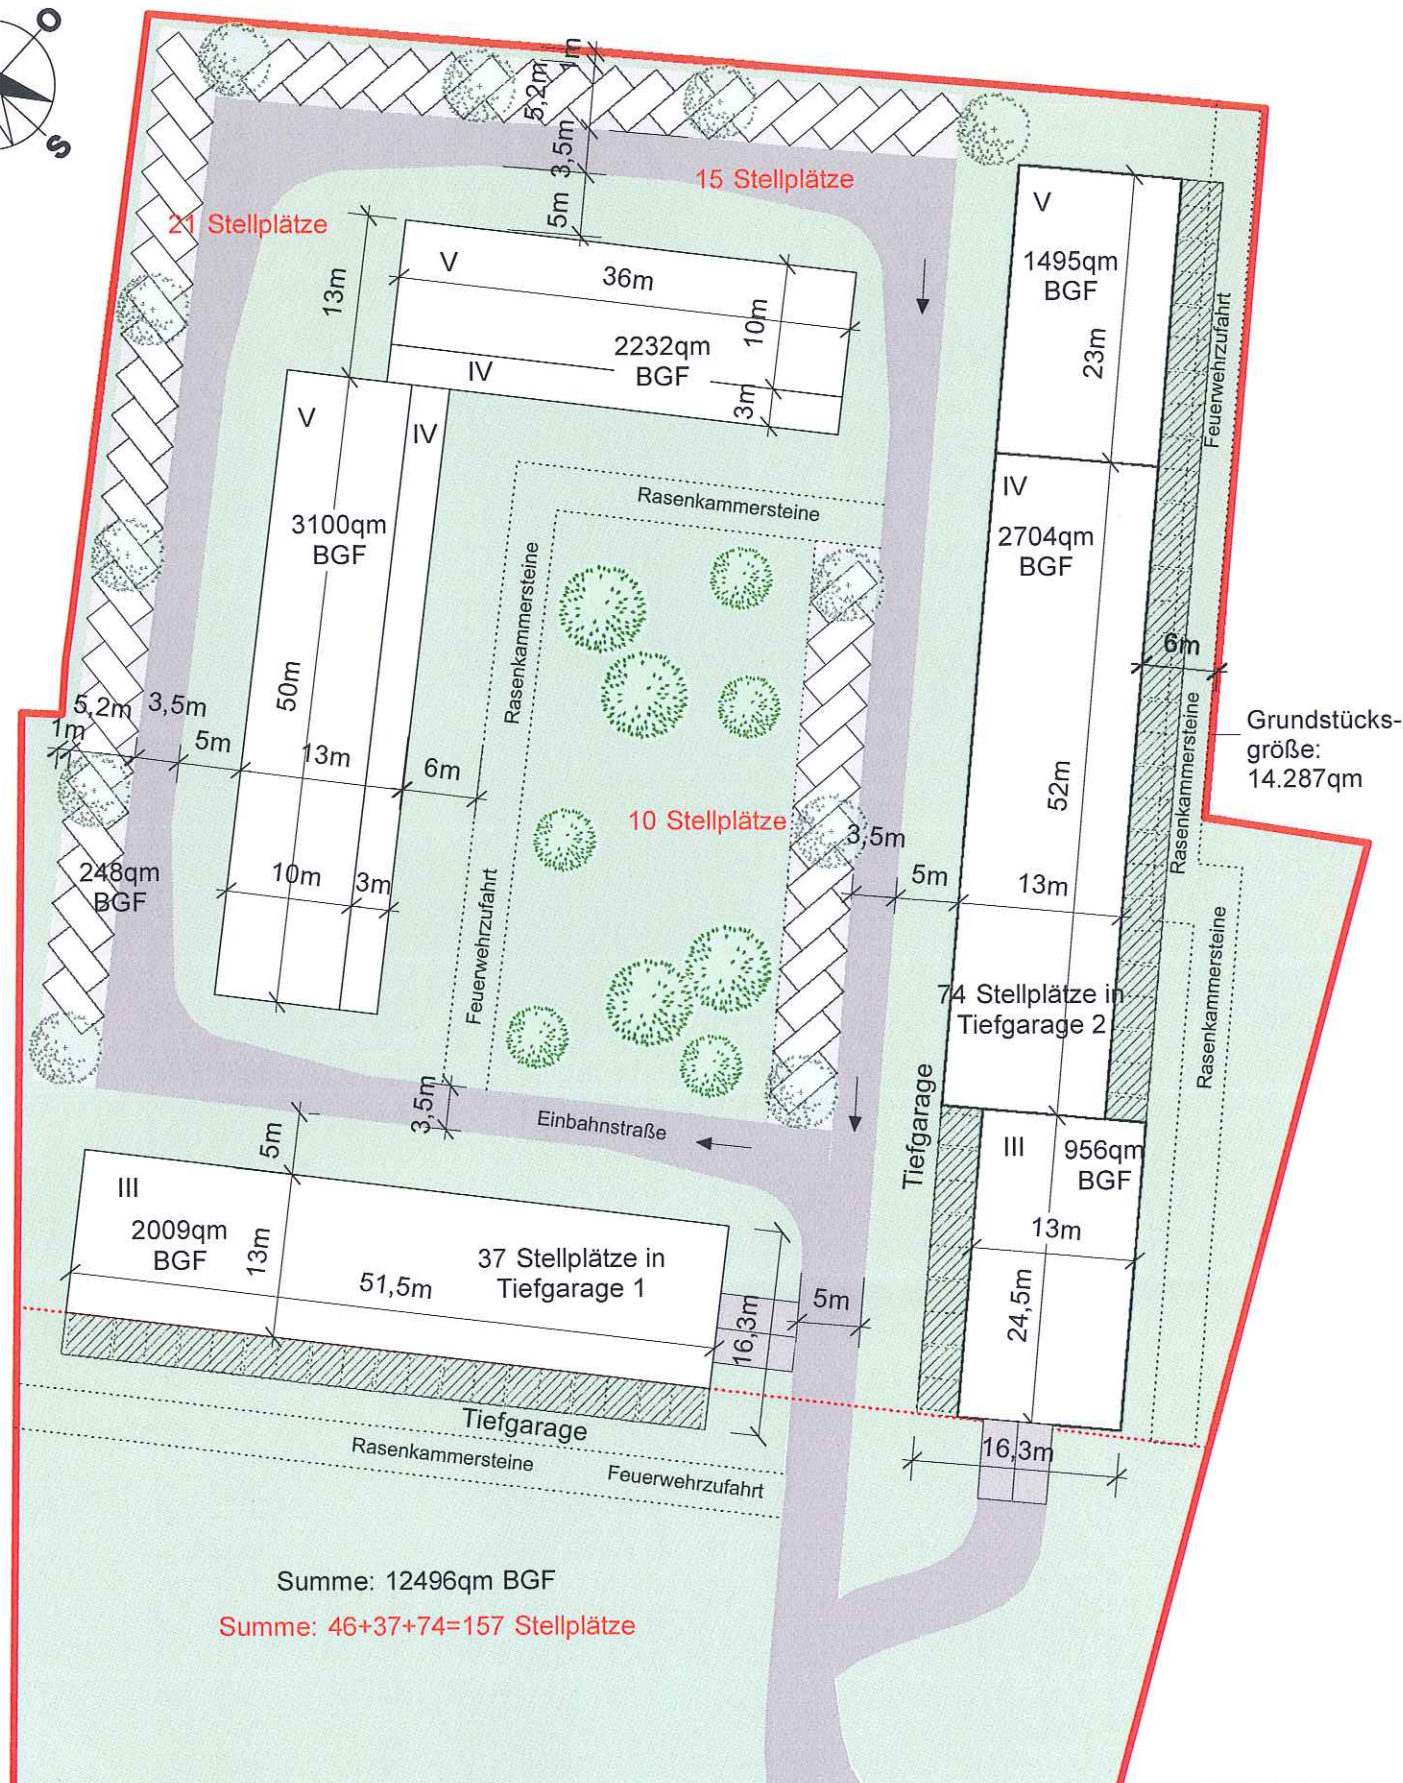 O
S
1m
5,2m
3,5m
5m
15 Stellplätze
21 Stellplätze
13m
V
36m
10m
2232qm
BGF
IV
3m
V
1495qm
BGF
23m
Feuerwehrzufahrt
V
IV
3100qm
BGF
50m
Rasenkammersteine
Rasenkammersteine
IV
2704qm
BGF
6m
Grundstücks-
größe:
14.287qm
5,2m
3,5m
1m
5m
13m
6m
52m
Rasenkammersteine
10 Stellplätze
3,5m
5m
13m
248qm
BGF
10m
3m
Feuerwehrzufahrt
74 Stellplätze in
Tiefgarage 2
Rasenkammersteine
Tiefgarage
3,5m
Einbahnstraße
5m
III
956qm
BGF
13m
24,5m
III
2009qm
BGF
13m
51,5m
37 Stellplätze in
Tiefgarage 1
16,3m
5m
Tiefgarage
Rasenkammersteine
Feuerwehrzufahrt
16,3m
Summe: 12496qm BGF
Summe: 46+37+74=157 Stellplätze